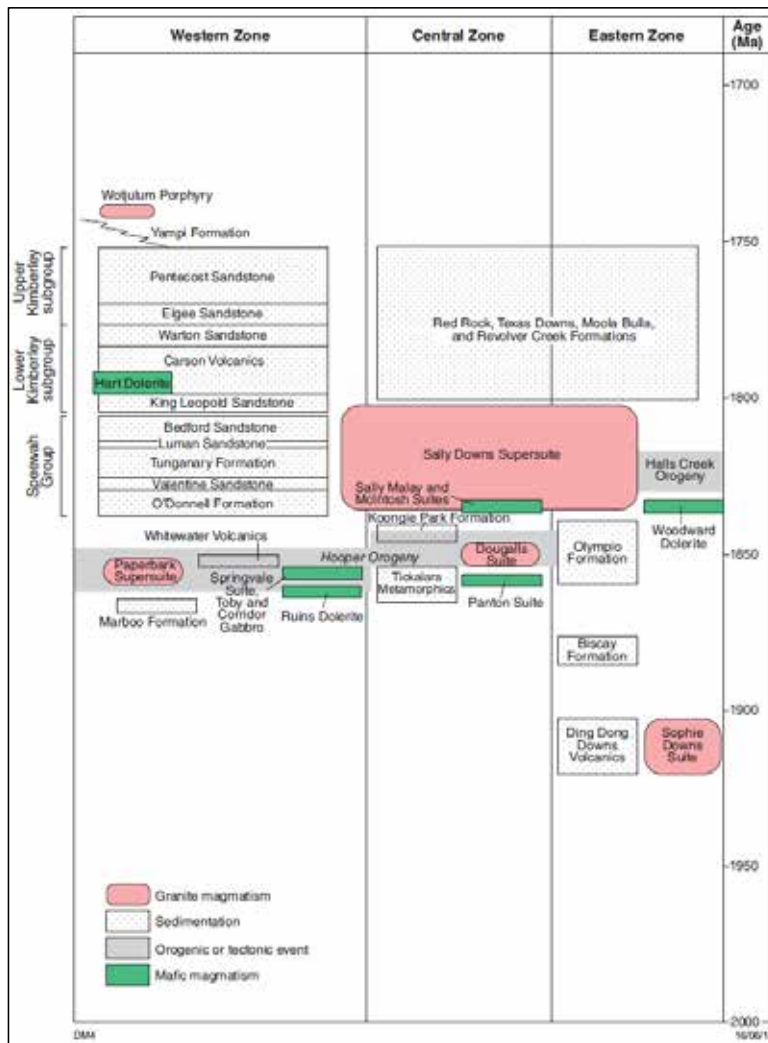 Western Zone
Central Zone
Eastern Zone
Age
(Ma)
1700
Wotjulum Porphyry
Yampi Formation
1750
Upper
Kimberley
subgroup
Pentecost Sandstone
Elgee Sandstone
Warton Sandstone
Lower
Kimberley
subgroup
Carson Volcanics
Hart Dolerite
King Leopold Sandstone
Red Rock, Texas Downs, Moola Bulla,
and Revolver Creek Formations
1800
Speewah
Group
Bedford Sandstone
Luman Sandstone
Tunganary Formation
Valentine Sandstone
O'Donnell Formation
Sally Downs Supersuite
Halls Creek
Orogeny
Sally Malay and
McIntosh Suites
Koongie Park Formation
Woodward
Dolerite
Whitewater Volcanics
Hooper Orogeny
Dougalls
Suite
Olympio
Formation
1850
Paperbark
Supersuite
Springvale
Suite,
Toby and
Corridor
Gabbro
Tickalara
Metamorphics
Panton Suite
Marboo Formation
Ruins Dolerite
Biscay
Formation
1900
Ding Dong
Downs
Volcanics
Sophie
Downs
Suite
1950
Granite magmatism
Sedimentation
Orogenic or tectonic event
Mafic magmatism
2000
DM4